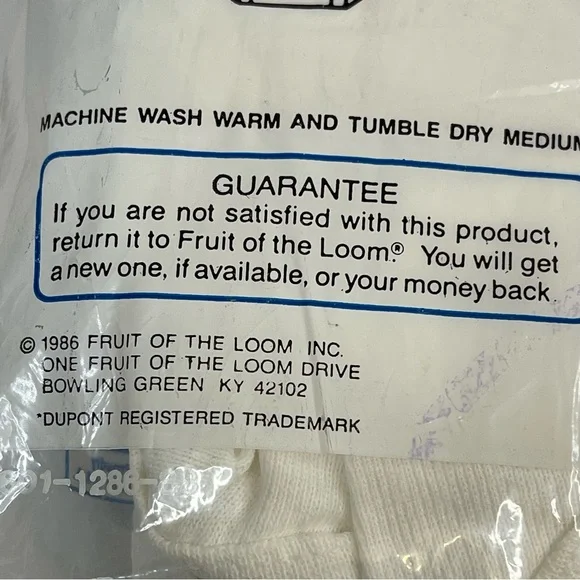 MACHINE WASH WARM AND TUMBLE DRY MEDIUM
GUARANTEE
If you are not satisfied with this product,
return it to Fruit of the Loom.® You will get
a new one, if available, or your money back.
© 1986 FRUIT OF THE LOOM INC.
ONE FRUIT OF THE LOOM DRIVE
BOWLING GREEN KY 42102
*DUPONT REGISTERED TRADEMARK